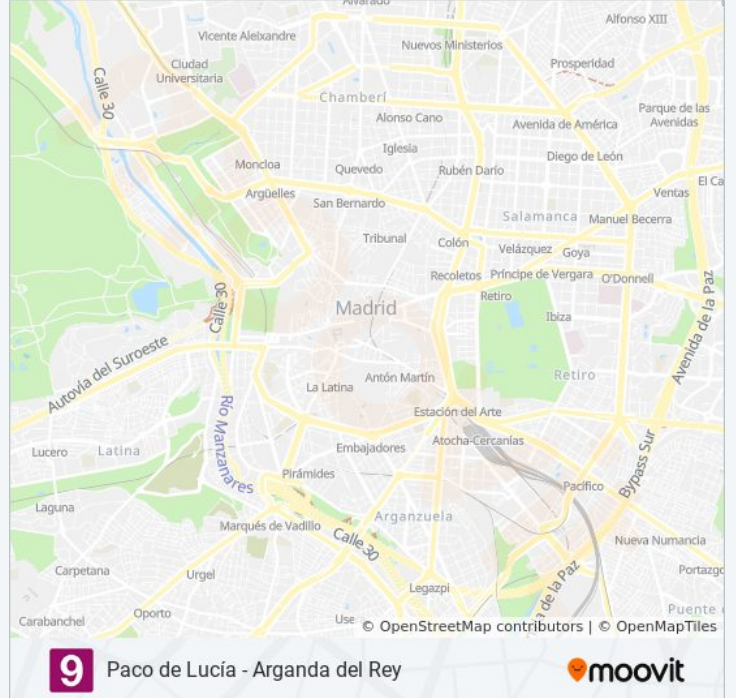 Alvarado
Alfonso XIII
Vicente Aleixandre
Nuevos Ministerios
Ciudad
Universitaria
Prosperidad
Calle 30
Chamberí
Parque de las
Avenidas
Alonso Cano
Avenida de América
Iglesia
Diego de León
Moncloa
Quevedo
Rubén Darío
El Ca
Argüelles
Ventas
San Bernardo
Salamanca
Manuel Becerra
Tribunal
Colón
Velázquez
Goya
Recoletos
Príncipe de Vergara
O'Donnell
Calle 30
Retiro
Madrid
Ibiza
Avenida de la Paz
Autovía del Suroeste
Antón Martín
Retiro
La Latina
Estación del Arte
Río Manzanares
Atocha-Cercanías
Embajadores
Lucero
Latina
Bypass Sur
Pirámides
Pacífico
Laguna
Arganzuela
Marqués de Vadillo
Calle 30
Nueva Numancia
Carpetana
Urgel
Portazgo
Legazpi
a de la Paz
Oporto
Puente
Carabanchel
Use
© OpenStreetMap contributors | © OpenMapTiles
9 Paco de Lucía - Arganda del Rey
moovit